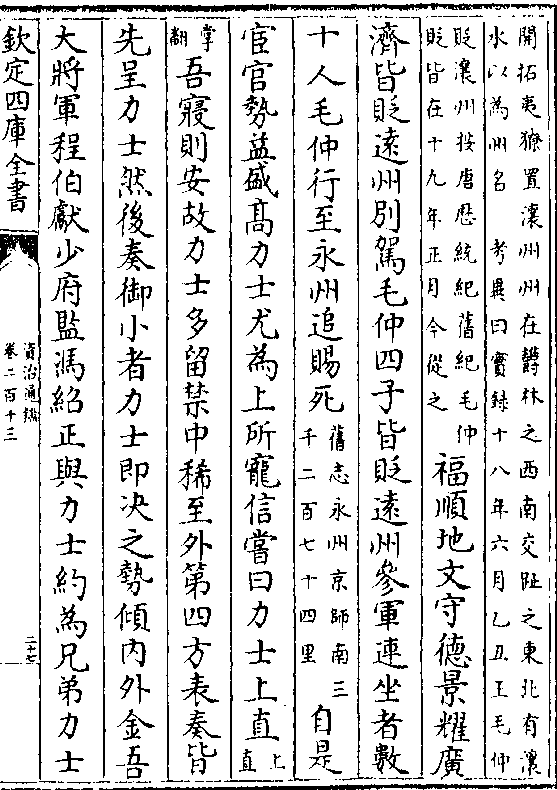 開拓夷獠置瀼州州在欝林之西南交趾之東北有瀼
水以為州名 考異曰實録十八年六月乙丑王毛仲
貶瀼州按唐歴統紀舊紀毛仲
貶皆在十九年正月今從之
福順地文守德景耀廣
濟皆貶遠州別駕毛仲四子皆貶遠州參軍連坐者數
十人毛仲行至永州追賜死
舊志永州京師南三
千二百七十四里
自是
宦官勢益盛髙力士尤為上所寵信嘗曰力士上直
上
直
掌
翻
吾寢則安故力士多留禁中稀至外第四方表奏皆
先呈力士然後奏御小者力士即决之勢傾内外金吾
大將軍程伯獻少府監馮紹正與力士約為兄弟力士
欽定四庫全書
資治通鑑
卷二百十三
二十七